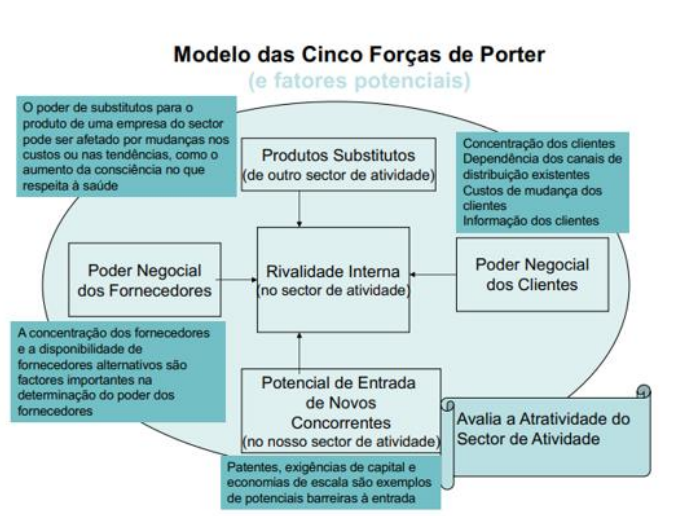 Modelo das Cinco Forças de Porter
(e fatores potenciais)
O poder de substitutos para o
produto de uma empresa do sector
pode ser afetado por mudanças nos
custos ou nas tendências, como o
aumento da consciência no que
respeita à saúde
Produtos Substitutos
(de outro sector de atividade)
Concentração dos clientes
Dependência dos canais de
distribuição existentes
Custos de mudança dos
clientes
Informação dos clientes
Poder Negocial
dos Fornecedores
Rivalidade Interna
(no sector de atividade)
Poder Negocial
dos Clientes
A concentração dos fornecedores
e a disponibilidade de
fornecedores alternativos são
factores importantes na
determinação do poder dos
fornecedores
Potencial de Entrada
de Novos
Concorrentes
(no nosso sector de atividade)
Avalia a Atratividade do
Sector de Atividade
Patentes, exigências de capital e
economias de escala são exemplos
de potenciais barreiras à entrada